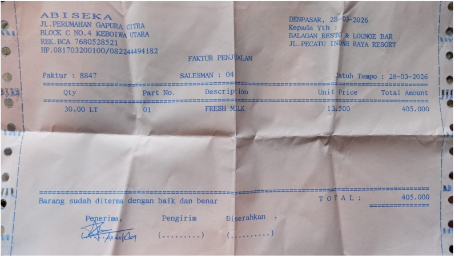 ABISEKA
JL.PERUMAHAN GAPURA CITRA
BLOCK C NO.4 KEBOIWA UTARA
REK.BCA 7680528521
HP.081703200100/082244494182
DENPASAR, 28-03-2026
Kepada Yth :
BALAGAN RESTO & LOUNGE BAR
JL.PECATU INDAH RAYA RESORT
FAKTUR PENJUALAN
Faktur : 8847 SALESMAN : 04 Jatuh Tempo : 28-03-2026
Qty Part No. Description Unit Price Total Amount
30.00 LT 01 FRESH MILK 13.500 405.000
Barang sudah diterma dengan baik dan benar
TOTAL: 405.000
Penerima, Pengirim Diserahkan ,
(.........) (.........)